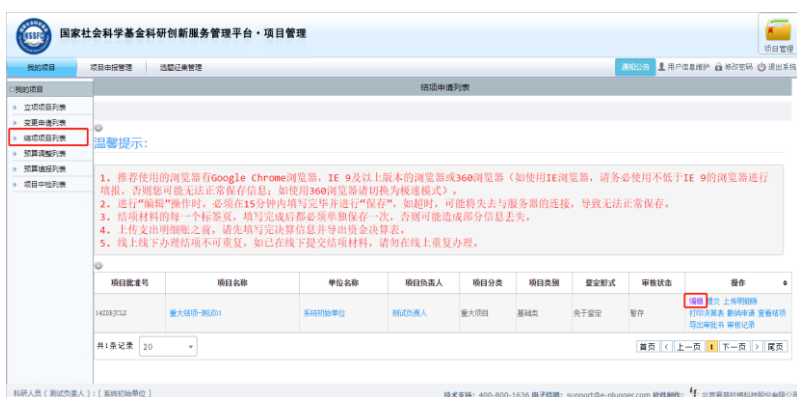 NSSFC
国家社会科学基金科研创新服务管理平台·项目管理
项目管理
我的项目 项目申报管理 选题征集管理
通知公告 用户信息维护 修改密码 退出系统
我的项目
结项申请列表
立项项目列表
变更申请列表
结项项目列表
预算调整列表
预算填报列表
项目中检列表
温馨提示:
1、推荐使用的浏览器有Google Chrome浏览器, IE 9及以上版本的浏览器或360浏览器(如使用IE浏览器, 请务必使用不低于IE 9的浏览器进行
填报, 否则您可能无法正常保存信息; 如使用360浏览器请切换为极速模式)。
2、进行“编辑”操作时, 必须在15分钟内填写完毕并进行“保存”, 如超时, 可能将失去与服务器的连接, 导致无法正常保存。
3、结项材料的每一个标签页, 填写完成后都必须单独保存一次, 否则可能造成部分信息丢失。
4、上传支出明细账之前, 请先填写完决算信息并导出资金决算表。
5、线上线下办理结项不可重复, 如已在线下提交结项材料, 请勿在线上重复办理。
项目批准号 项目名称 单位名称 项目负责人 项目分类 项目类别 鉴定形式 审核状态 操作
14ZDBJCLZ 重大结项-测试01 系统初始单位 测试负责人 重大项目 基础类 免于鉴定 暂存
编辑 提交 上传明细账
打印决算表 撤销申请 查看结项
导出审批书 审核记录
共1条记录 20
首页 < 上一页 1 下一页 > 尾页
科研人员 ( 测试负责人 ) : [ 系统初始单位 ]
技术支持: 400-800-1636 电子信箱: support@e-plugger.com 软件制作: 北京易普拉格科技股份有限公司